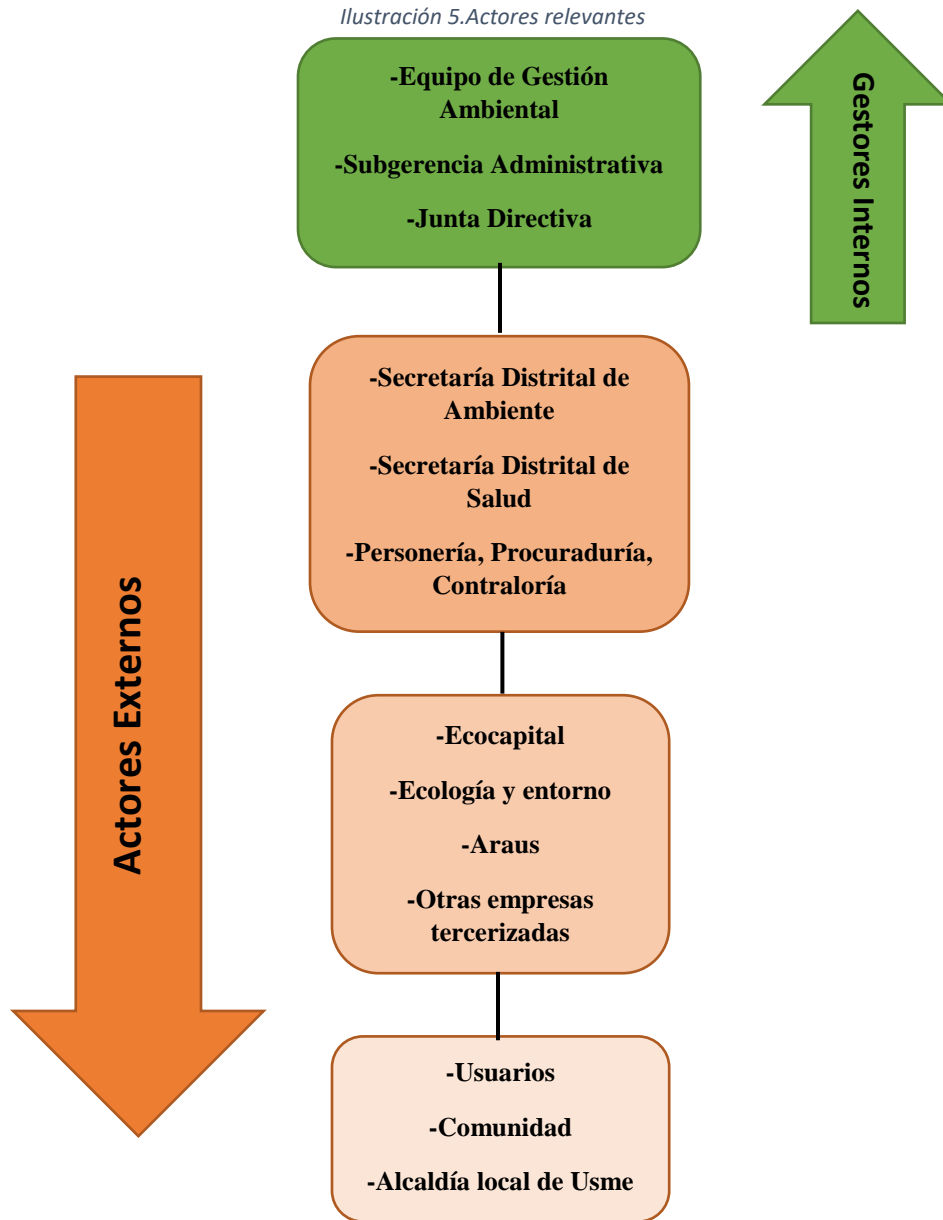 Ilustración 5.Actores relevantes
-Equipo de Gestión
Ambiental
-Subgerencia Administrativa
-Junta Directiva
Gestores Internos
-Secretaría Distrital de
Ambiente
-Secretaría Distrital de
Salud
-Personería, Procuraduría,
Contraloría
Actores Externos
-Ecocapital
-Ecología y entorno
-Araus
-Otras empresas
tercerizadas
-Usuarios
-Comunidad
-Alcaldía local de Usme